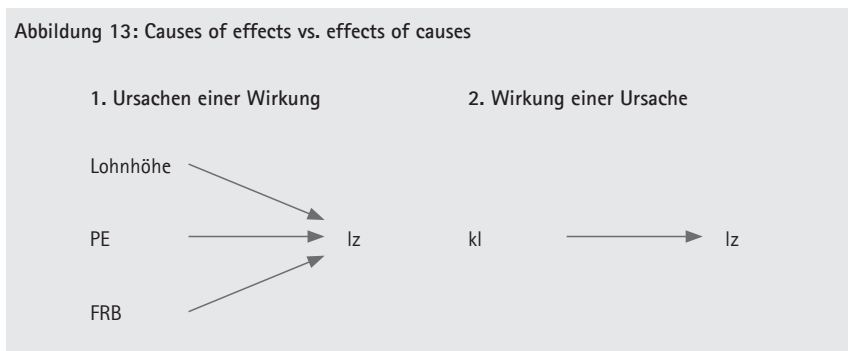 Abbildung 13: Causes of effects vs. effects of causes
1. Ursachen einer Wirkung
2. Wirkung einer Ursache
Lohnhöhe
PE
lz
kl
lz
FRB